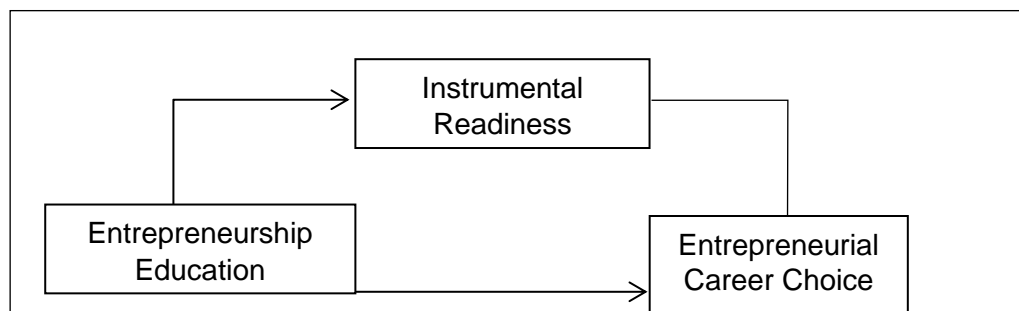 Instrumental
Readiness
Entrepreneurship
Education
Entrepreneurial
Career Choice